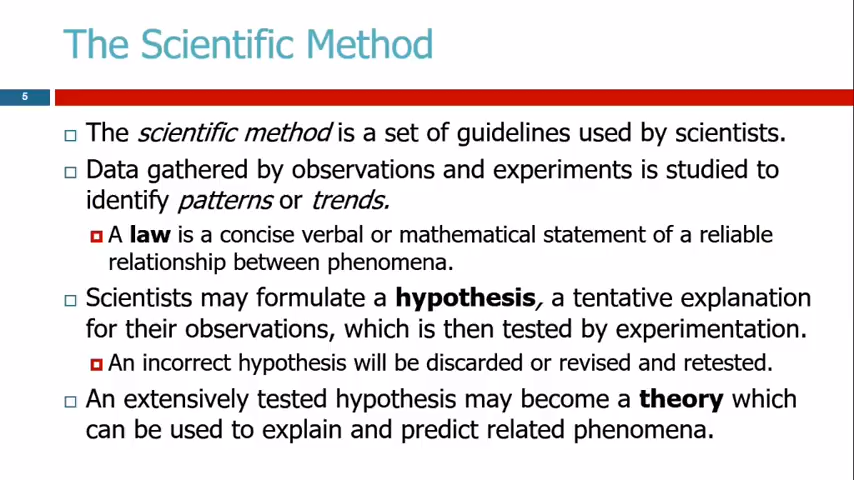 The Scientific Method
5
The scientific method is a set of guidelines used by scientists.
Data gathered by observations and experiments is studied to
identify patterns or trends.
A law is a concise verbal or mathematical statement of a reliable
relationship between phenomena.
Scientists may formulate a hypothesis, a tentative explanation
for their observations, which is then tested by experimentation.
An incorrect hypothesis will be discarded or revised and retested.
An extensively tested hypothesis may become a theory which
can be used to explain and predict related phenomena.